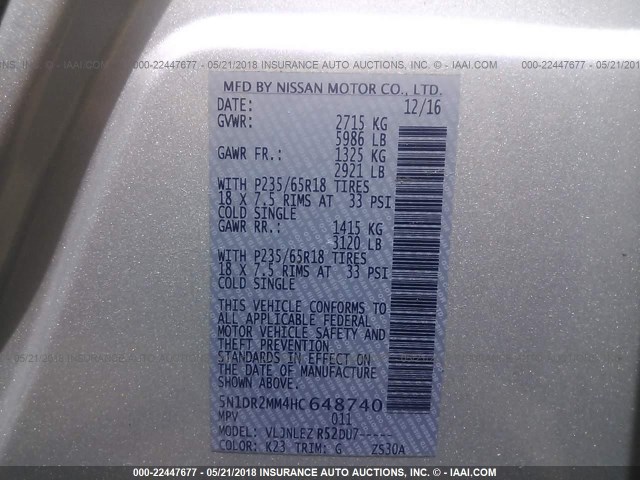 000-22447677 - 05/21/2018 INSURANCE AUTO AUCTIONS, CORP. © - IAAI.COM
MFD BY NISSAN MOTOR CO., LTD.
DATE: 12/16
GVWR: 2715 KG
5986 LB
GAWR FR.: 1325 KG
2921 LB
WITH P235/65R18 TIRES
18 X 7.5 RIMS AT 33 PSI
COLD SINGLE
GAWR RR.: 1415 KG
3120 LB
WITH P235/65R18 TIRES
18 X 7.5 RIMS AT 33 PSI
COLD SINGLE
THIS VEHICLE CONFORMS TO
ALL APPLICABLE FEDERAL
MOTOR VEHICLE SAFETY AND
THEFT PREVENTION
STANDARDS IN EFFECT ON
THE DATE OF MANUFACTURE
SHOWN ABOVE.
5N1DR2MM4HC648740
MPV 011
MODEL: VLJNLEZ R52DU7-----
COLOR: K23 TRIM: G Z530A
000-22447677 - 05/21/2018 INSURANCE AUTO AUCTIONS, CORP. © - IAAI.COM